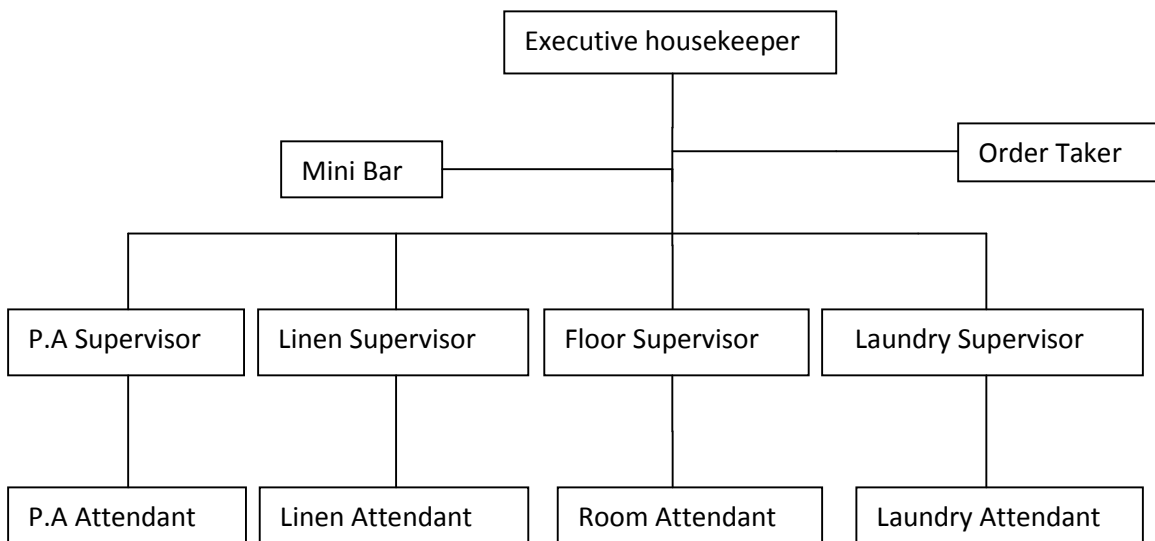 Executive housekeeper
Order Taker
Mini Bar
P.A Supervisor
Linen Supervisor
Floor Supervisor
Laundry Supervisor
P.A Attendant
Linen Attendant
Room Attendant
Laundry Attendant